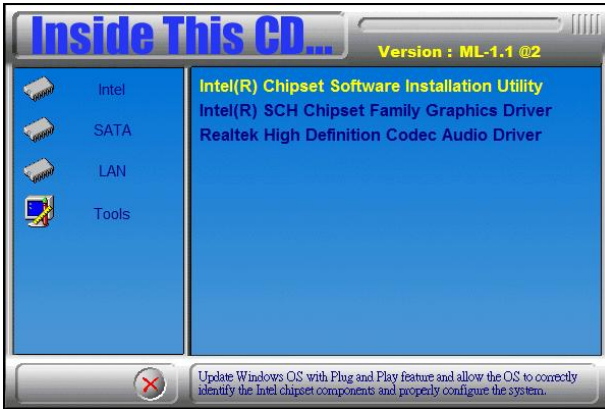 Inside This CD...
Version : ML-1.1 @2
Intel
SATA
LAN
Tools
Intel(R) Chipset Software Installation Utility
Intel(R) SCH Chipset Family Graphics Driver
Realtek High Definition Codec Audio Driver
Update Windows OS with Plug and Play feature and allow the OS to correctly
identify the Intel chipset components and properly configure the system.